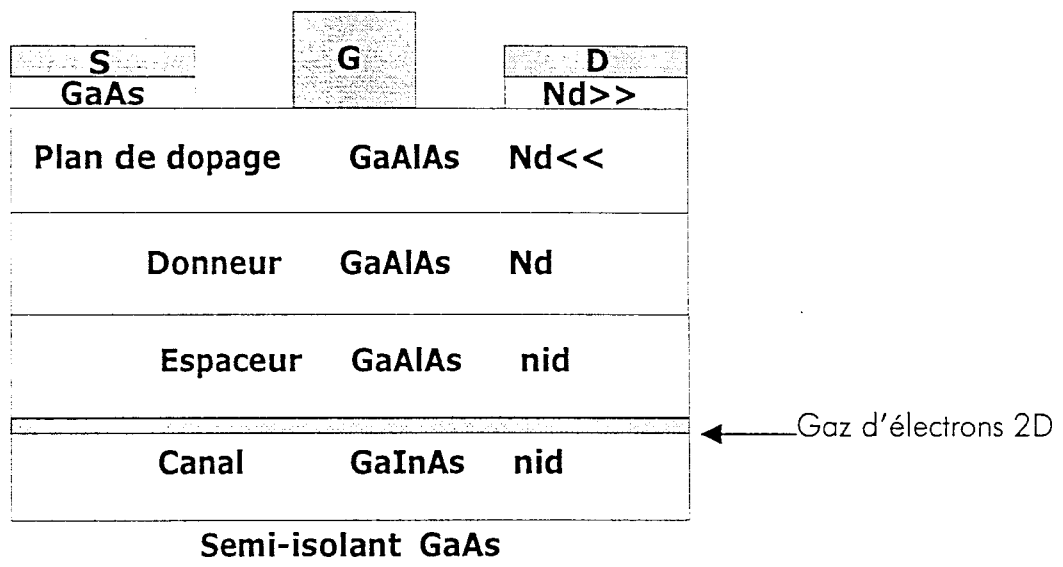 S G D
GaAs Nd>>
Plan de dopage GaAlAs Nd<<
Donneur GaAlAs Nd
Espaceur GaAlAs nid
Gaz d'électrons 2D
Canal GaInAs nid
Semi-isolant GaAs